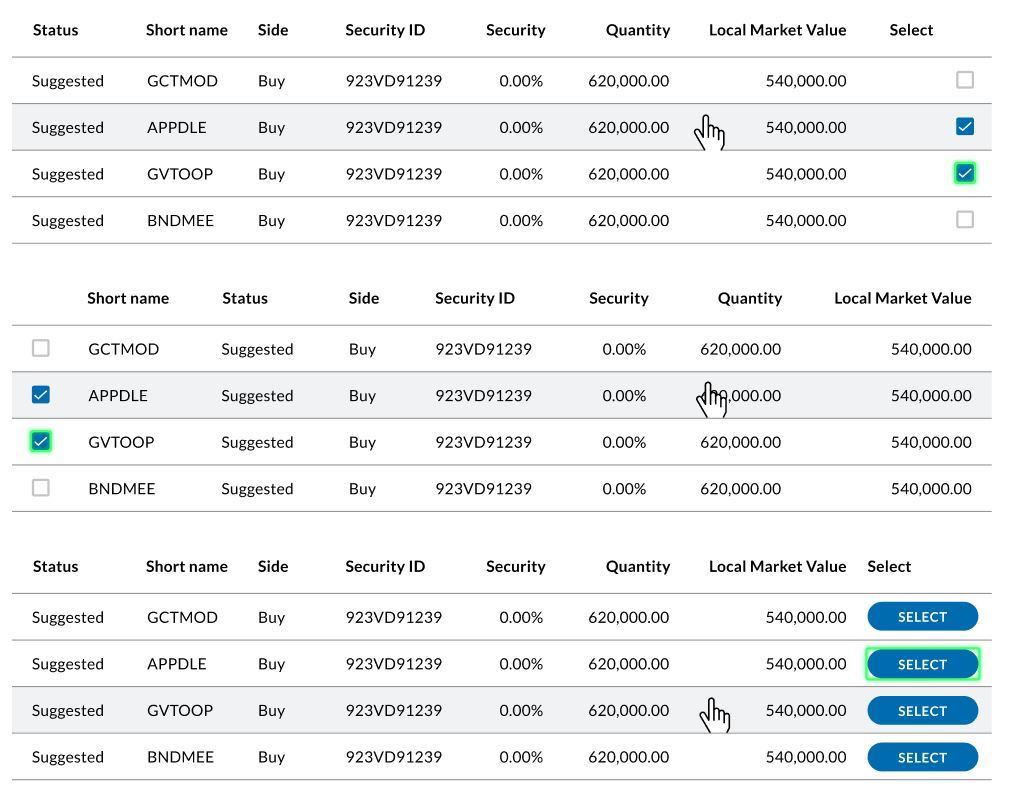 Status Short name Side Security ID Security Quantity Local Market Value Select
Suggested GCTMOD Buy 923VD91239 0.00% 620,000.00 540,000.00
Suggested APPDLE Buy 923VD91239 0.00% 620,000.00 540,000.00
Suggested GVTOOP Buy 923VD91239 0.00% 620,000.00 540,000.00
Suggested BNDMEE Buy 923VD91239 0.00% 620,000.00 540,000.00
Short name Status Side Security ID Security Quantity Local Market Value
GCTMOD Suggested Buy 923VD91239 0.00% 620,000.00 540,000.00
APPDLE Suggested Buy 923VD91239 0.00% 540,000.00
GVTOOP Suggested Buy 923VD91239 0.00% 620,000.00 540,000.00
BNDMEE Suggested Buy 923VD91239 0.00% 620,000.00 540,000.00
Status Short name Side Security ID Security Quantity Local Market Value Select
Suggested GCTMOD Buy 923VD91239 0.00% 620,000.00 540,000.00 SELECT
Suggested APPDLE Buy 923VD91239 0.00% 620,000.00 540,000.00 SELECT
Suggested GVTOOP Buy 923VD91239 0.00% 620,000.00 540,000.00 SELECT
Suggested BNDMEE Buy 923VD91239 0.00% 620,000.00 540,000.00 SELECT